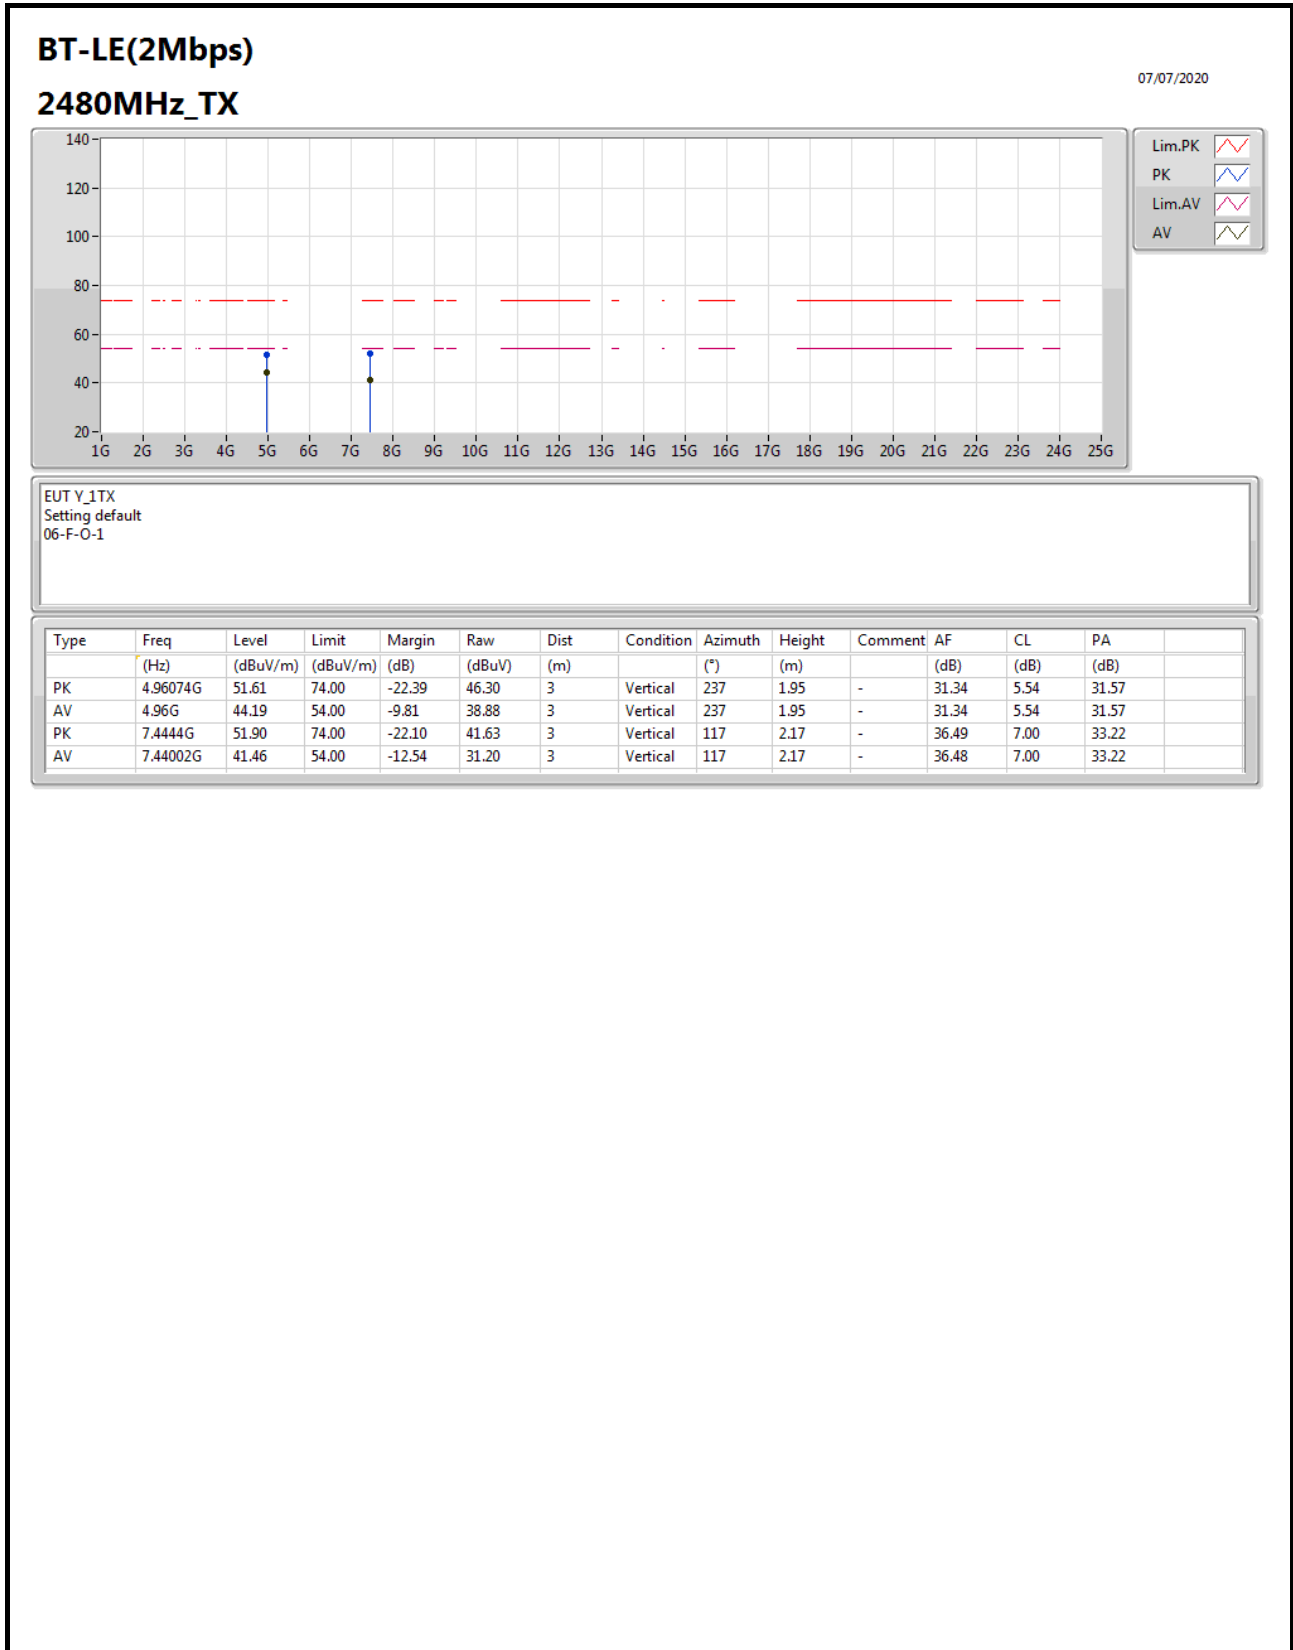 BT-LE(2Mbps)
07/07/2020
2480MHz_TX
140
120
100
80
60
40
20
1G 2G 3G 4G 5G 6G 7G 8G 9G 10G 11G 12G 13G 14G 15G 16G 17G 18G 19G 20G 21G 22G 23G 24G 25G
Lim.PK
PK
Lim.AV
AV
EUT Y_1TX
Setting default
06-F-O-1
Type Freq Level Limit Margin Raw Dist Condition Azimuth Height Comment AF CL PA
(Hz) (dBuV/m) (dBuV/m) (dB) (dBuV) (m) (°) (m) (dB) (dB) (dB)
PK 4.96074G 51.61 74.00 -22.39 46.30 3 Vertical 237 1.95 - 31.34 5.54 31.57
AV 4.96G 44.19 54.00 -9.81 38.88 3 Vertical 237 1.95 - 31.34 5.54 31.57
PK 7.4444G 51.90 74.00 -22.10 41.63 3 Vertical 117 2.17 - 36.49 7.00 33.22
AV 7.44002G 41.46 54.00 -12.54 31.20 3 Vertical 117 2.17 - 36.48 7.00 33.22